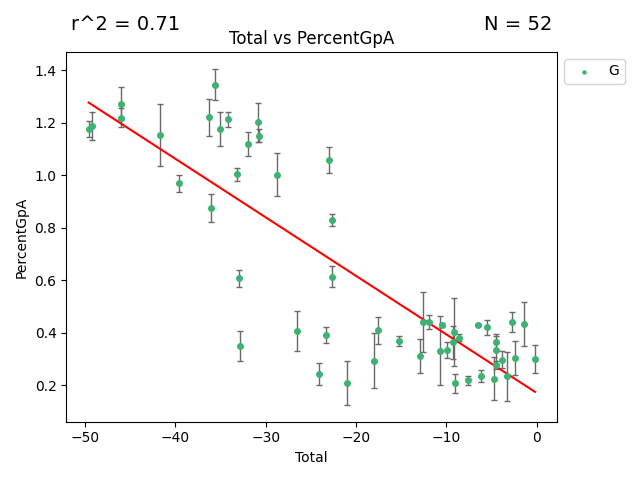 r^2 = 0.71
N = 52
Total vs PercentGpA
G
1.4
1.2
1.0
0.8
0.6
0.4
0.2
PercentGpA
−50
−40
−30
−20
−10
0
Total